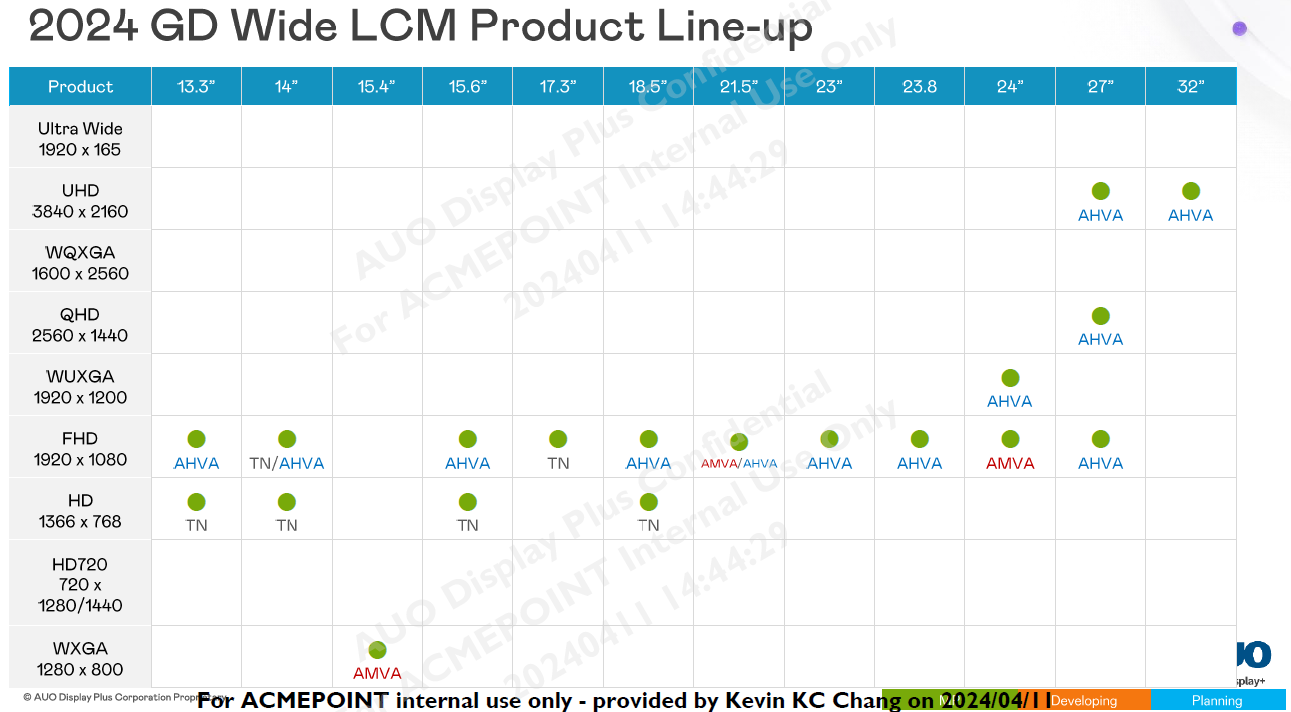 2024 GD Wide LCM Product Line-up
Product 13.3” 14” 15.4” 15.6” 17.3” 18.5” 21.5” 23” 23.8 24” 27” 32”
Ultra Wide
1920 x 165
UHD
3840 x 2160
AHVA AHVA
WQXGA
1600 x 2560
QHD
2560 x 1440
AHVA
WUXGA
1920 x 1200
AHVA
FHD
1920 x 1080
AHVA TN/AHVA AHVA TN AHVA AMVA/AHVA AHVA AHVA AMVA AHVA
HD
1366 x 768
TN TN TN TN
HD720
720 x
1280/1440
WXGA
1280 x 800
AMVA
AUO Display Plus Confidential
For ACMEPOINT Internal Use Only
20240411 14:44:29
AUO Display Plus Confidential
ACMEPOINT Internal Use Only
20240411 14:44:29
© AUO Display Plus Corporation Proprietary
For ACMEPOINT internal use only - provided by Kevin KC Chang on 2024/04/11
Developing Planning